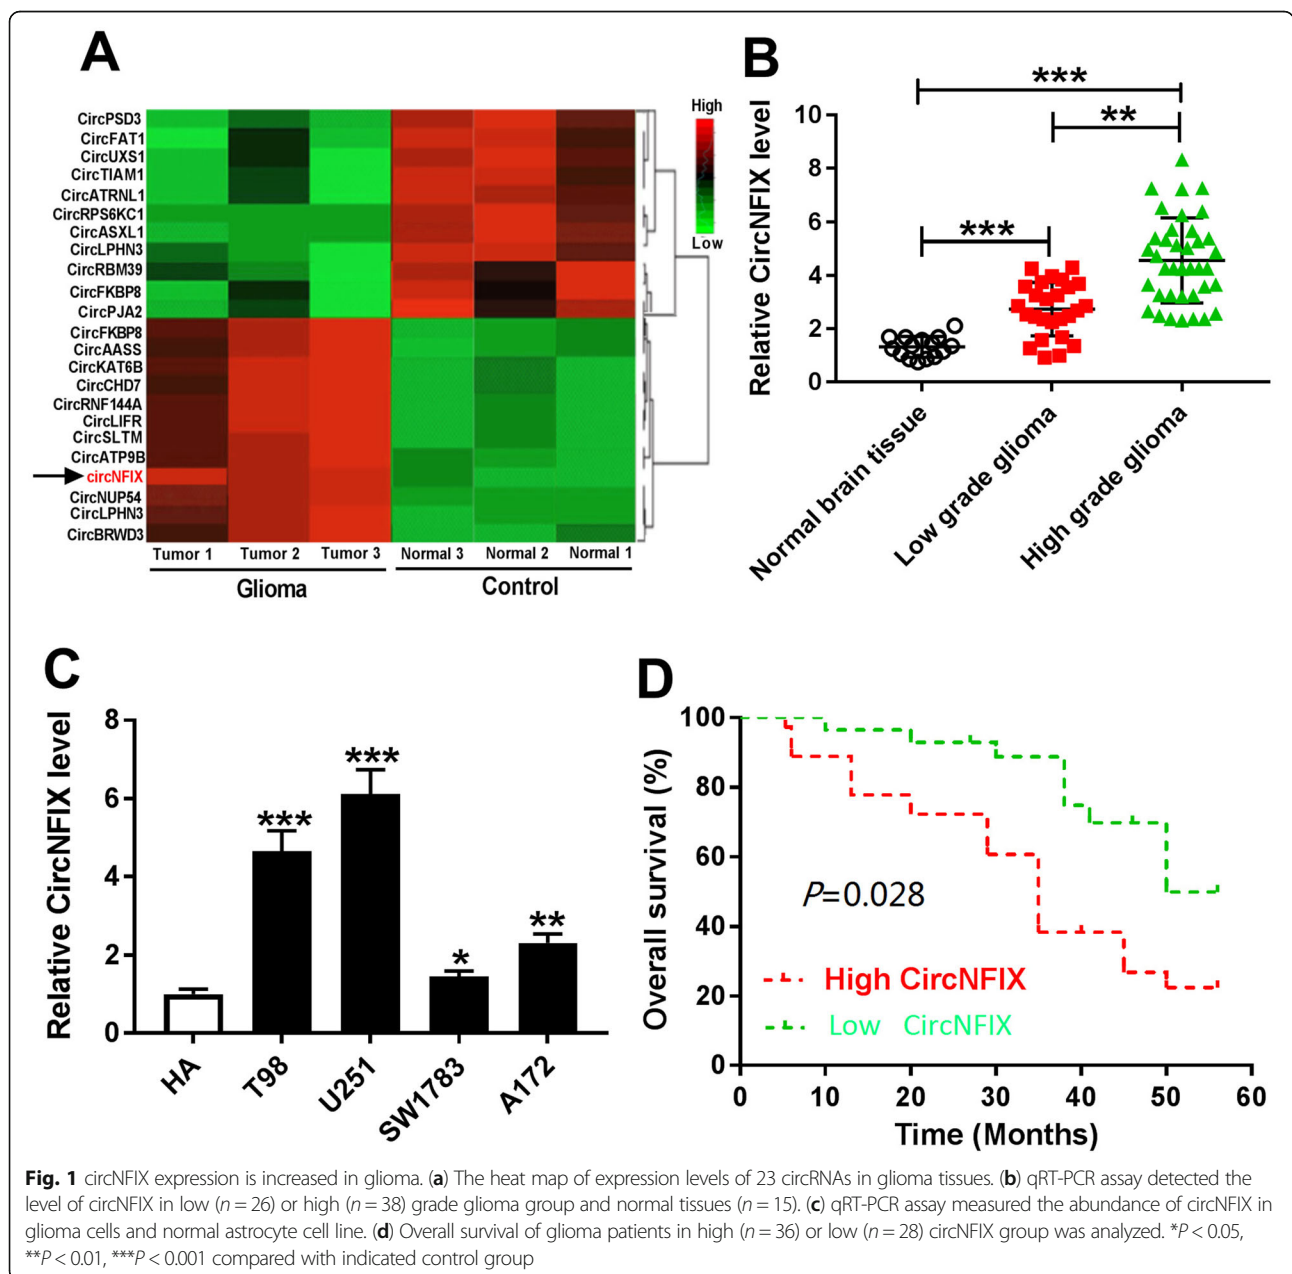 A
CircPSD3
CircFAT1
CircUXS1
CircTIAM1
CircATRNL1
CircRPS6KC1
CircASXL1
CircLPHN3
CircRBM39
CircFKBP8
CircPJA2
CircFKBP8
CircAASS
CircKAT6B
CircCHD7
CircRNF144A
CircLIFR
CircSLTM
CircATP9B
circNFIX
CircNUP54
CircLPHN3
CircBRWD3
Tumor 1 Tumor 2 Tumor 3 Normal 3 Normal 2 Normal 1
Glioma Control
High
Low
B
Relative CircNFIX level
10
8
6
4
2
0
***
**
***
Normal brain tissue
Low grade glioma
High grade glioma
C
Relative CircNFIX level
8
6
4
2
0
***
***
*
**
HA
T98
U251
SW1783
A172
D
Overall survival (%)
100
80
60
40
20
0
P=0.028
High CircNFIX
Low CircNFIX
0 10 20 30 40 50 60
Time (Months)
Fig. 1 circNFIX expression is increased in glioma. (a) The heat map of expression levels of 23 circRNAs in glioma tissues. (b) qRT-PCR assay detected the
level of circNFIX in low (n = 26) or high (n = 38) grade glioma group and normal tissues (n = 15). (c) qRT-PCR assay measured the abundance of circNFIX in
glioma cells and normal astrocyte cell line. (d) Overall survival of glioma patients in high (n = 36) or low (n = 28) circNFIX group was analyzed. *P < 0.05,
**P < 0.01, ***P < 0.001 compared with indicated control group